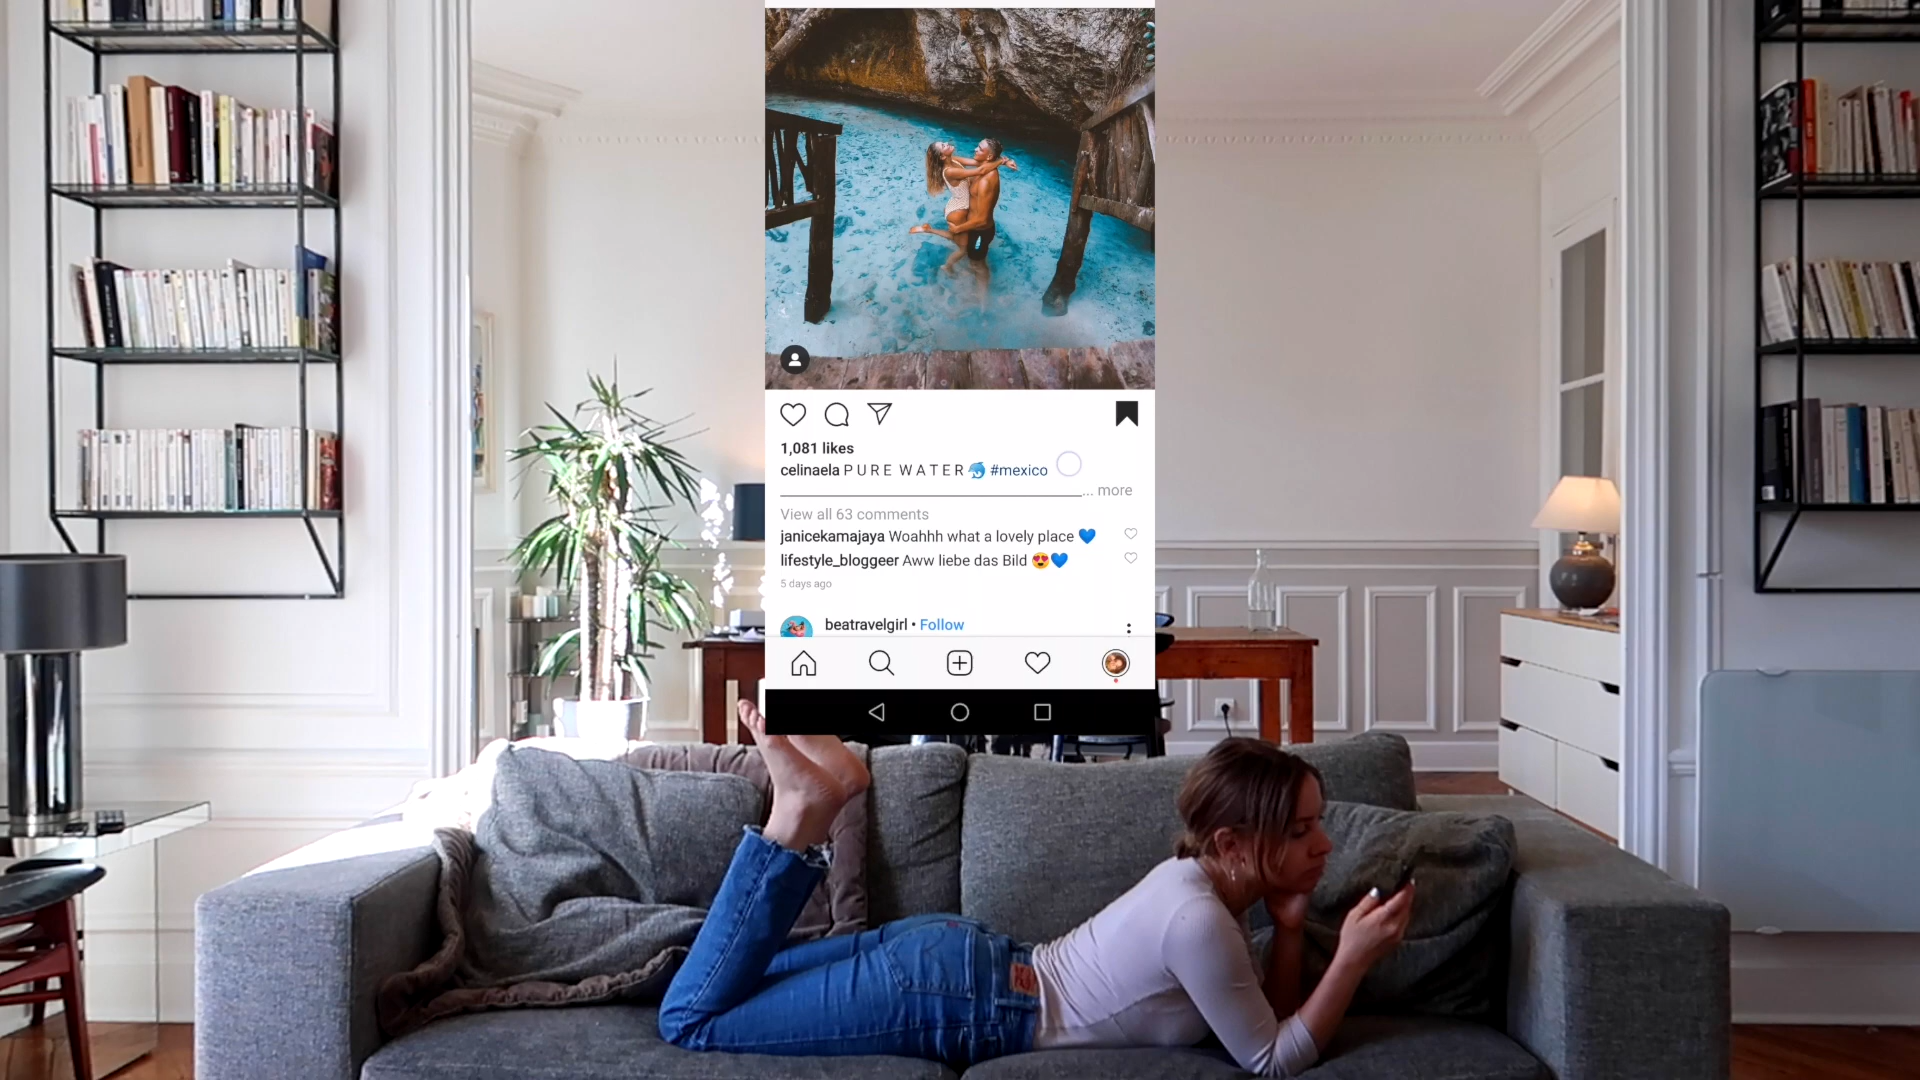 1,081 likes
celinaela P U R E W A T E R 🐬 #mexico
... more
View all 63 comments
janicekamajaya Woahhh what a lovely place 💙
lifestyle_bloggeer Aww liebe das Bild 😍💙
5 days ago
beatravelgirl • Follow